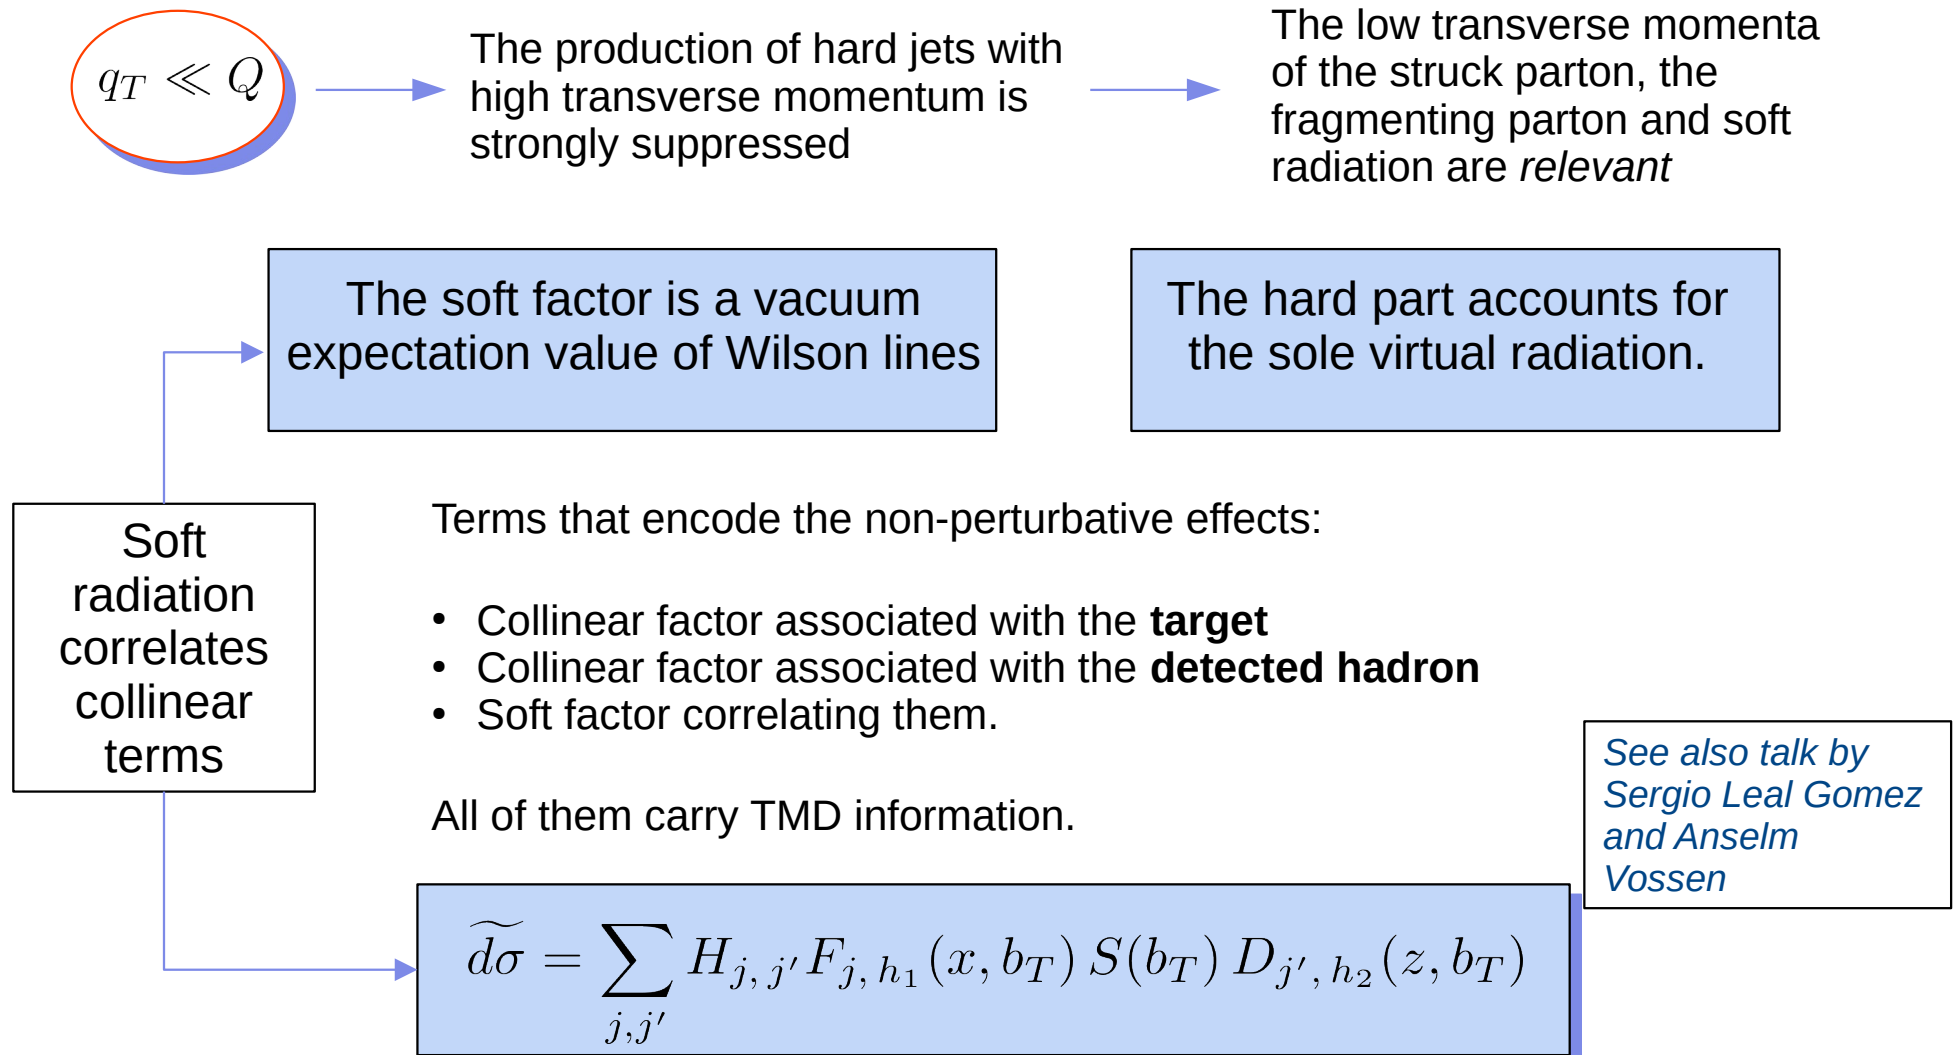 q_T ≪ Q
The production of hard jets with
high transverse momentum is
strongly suppressed
The low transverse momenta
of the struck parton, the
fragmenting parton and soft
radiation are relevant
The soft factor is a vacuum
expectation value of Wilson lines
The hard part accounts for
the sole virtual radiation.
Soft
radiation
correlates
collinear
terms
Terms that encode the non-perturbative effects:
• Collinear factor associated with the target
• Collinear factor associated with the detected hadron
• Soft factor correlating them.
All of them carry TMD information.
See also talk by
Sergio Leal Gomez
and Anselm
Vossen
\widetilde{dσ} = \sum_{j,j'} H_{j, j'} F_{j, h_1}(x, b_T) S(b_T) D_{j', h_2}(z, b_T)